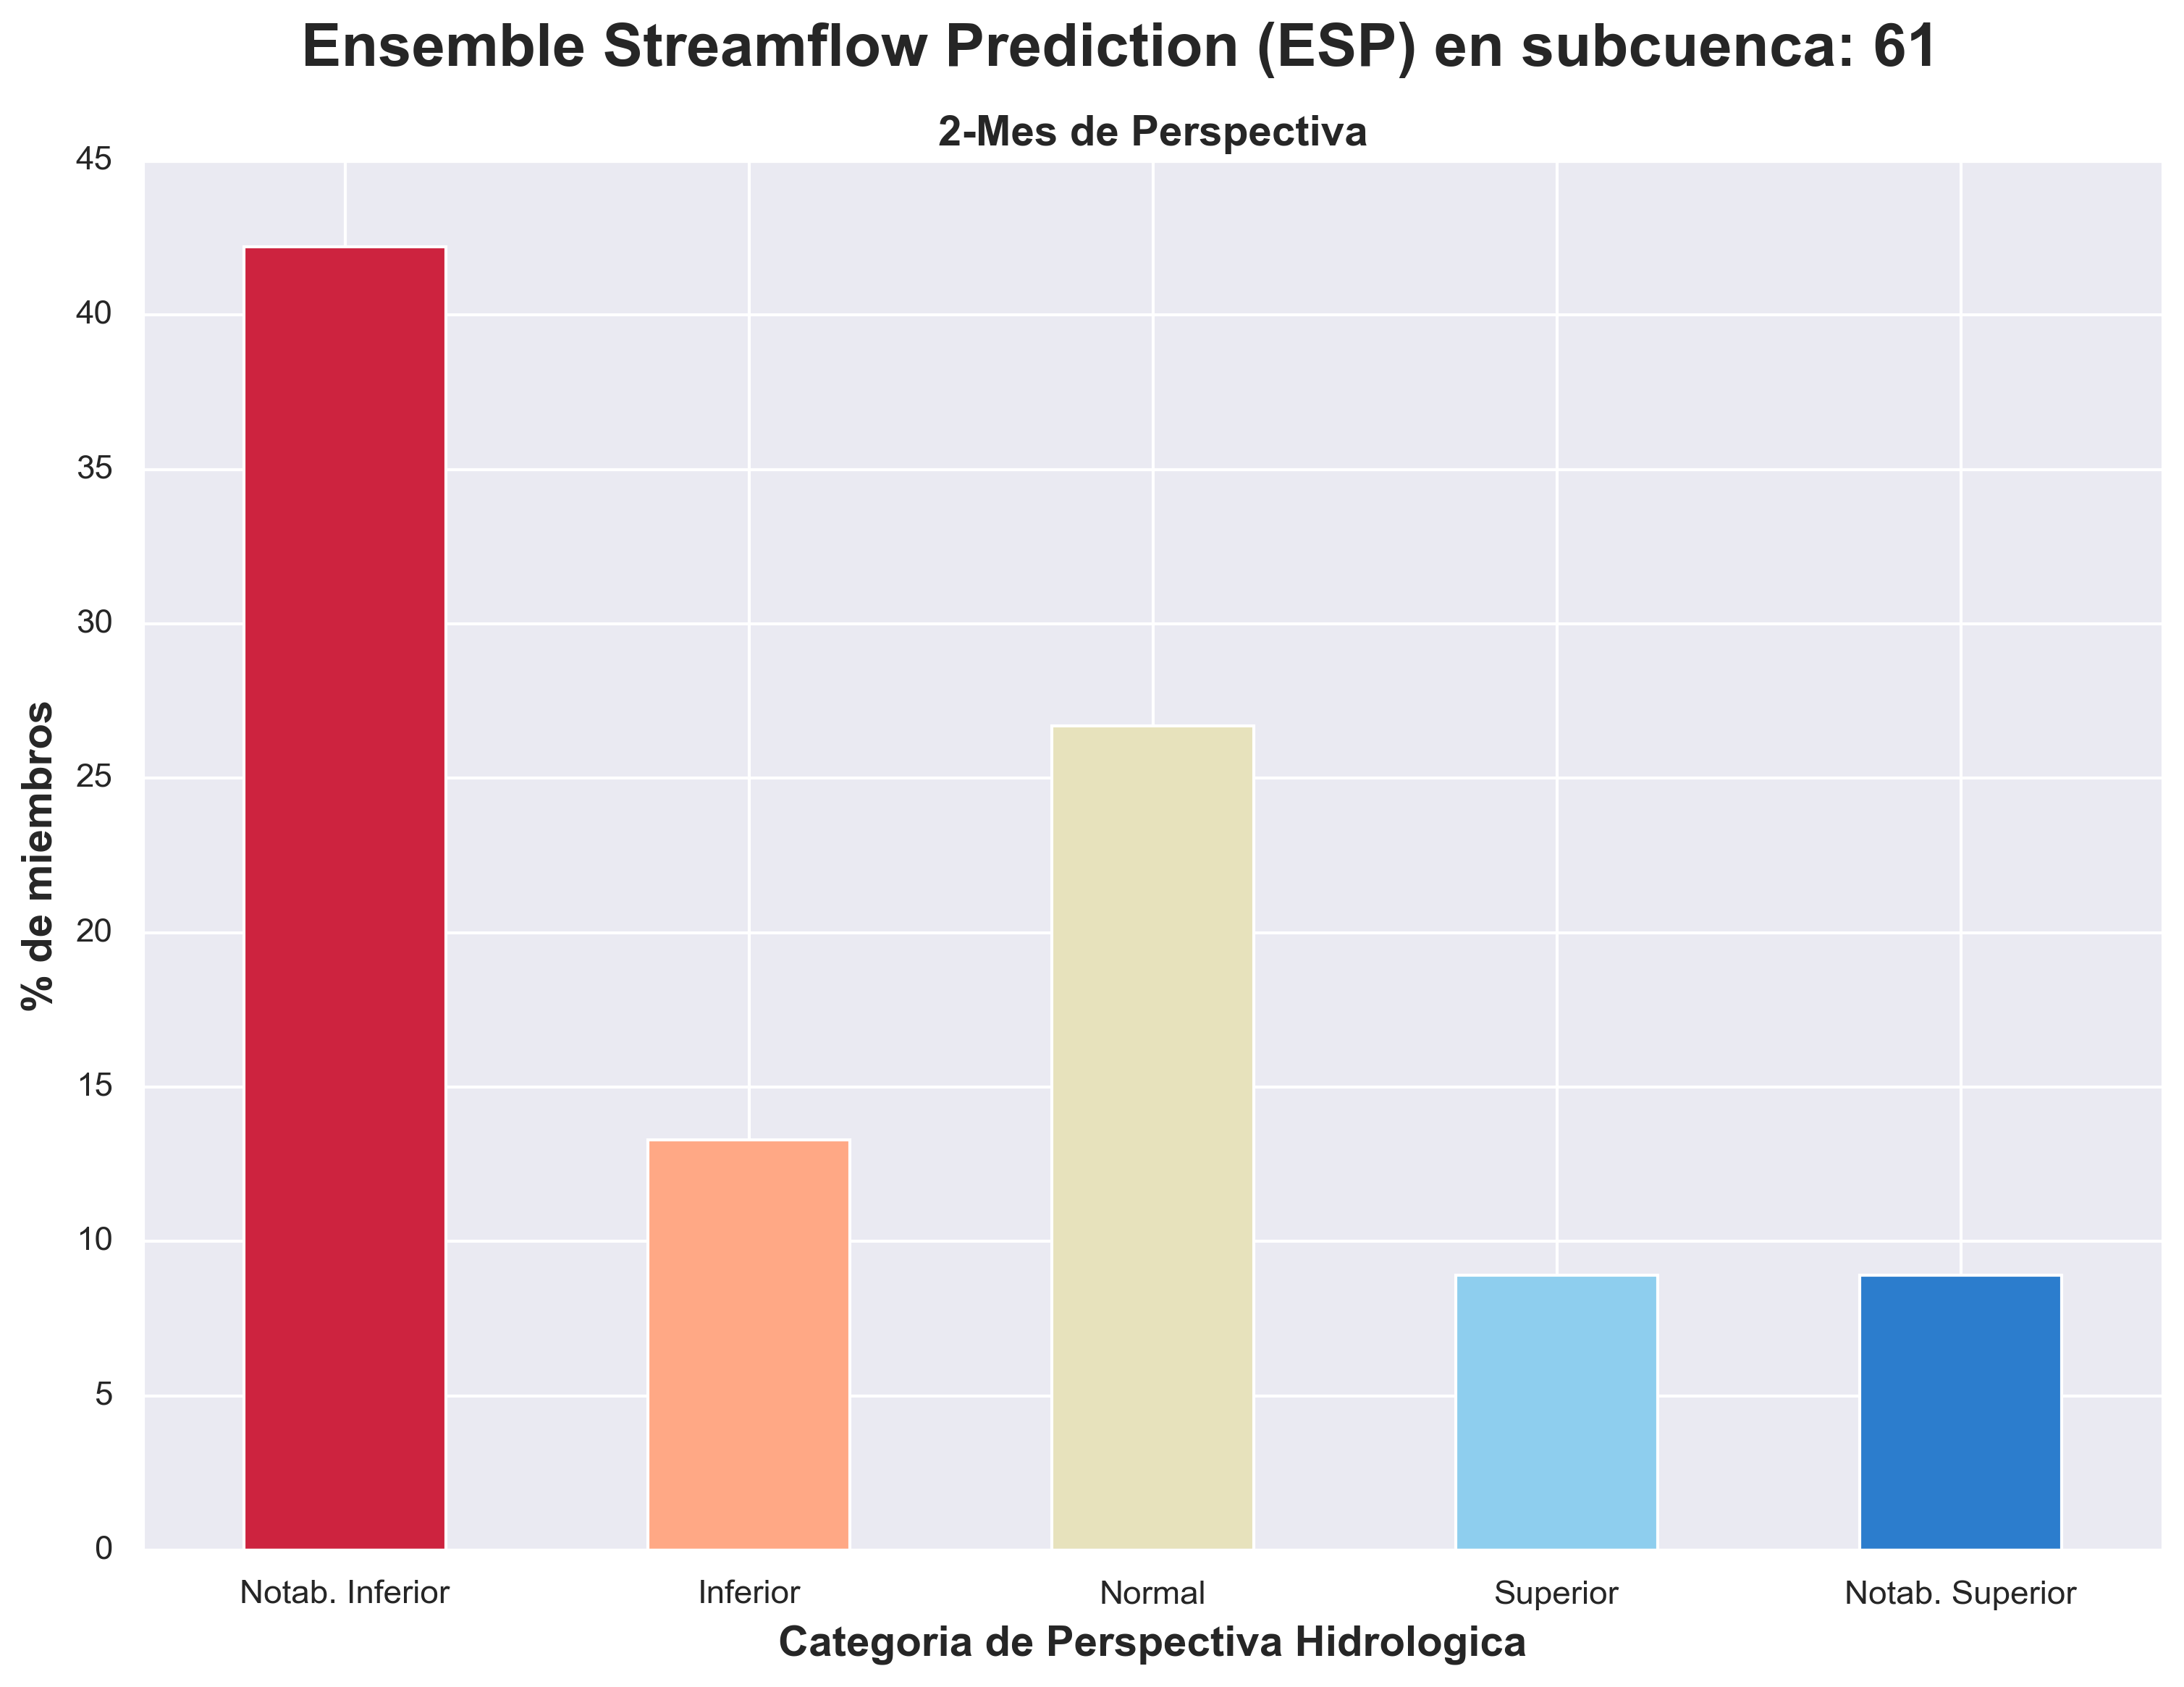 Ensemble Streamflow Prediction (ESP) en subcuenca: 61
2-Mes de Perspectiva
45
40
35
30
25
20
15
10
5
0
% de miembros
Notab. Inferior
Inferior
Normal
Superior
Notab. Superior
Categoria de Perspectiva Hidrologica